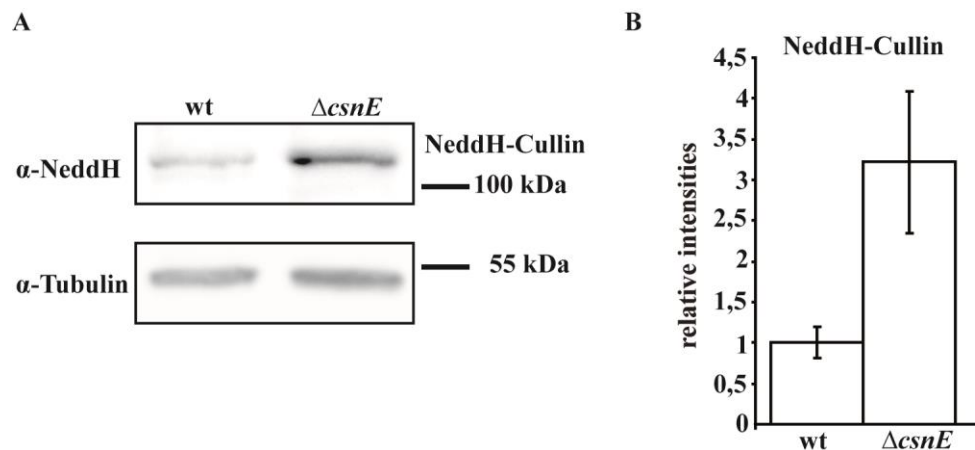 A
wt ΔcsnE
α-NeddH
NeddH-Cullin
100 kDa
α-Tubulin
55 kDa
B
NeddH-Cullin
relative intensities
4,5
4
3,5
3
2,5
2
1,5
1
0,5
0
wt ΔcsnE